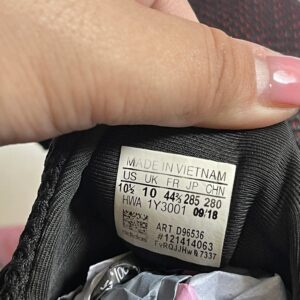 MADE IN VIETNAM
US UK FR JP CHN
10½ 10 44⅔ 285 280
HWA 1Y3001 09/18
ART D96536
#121414063
adidas